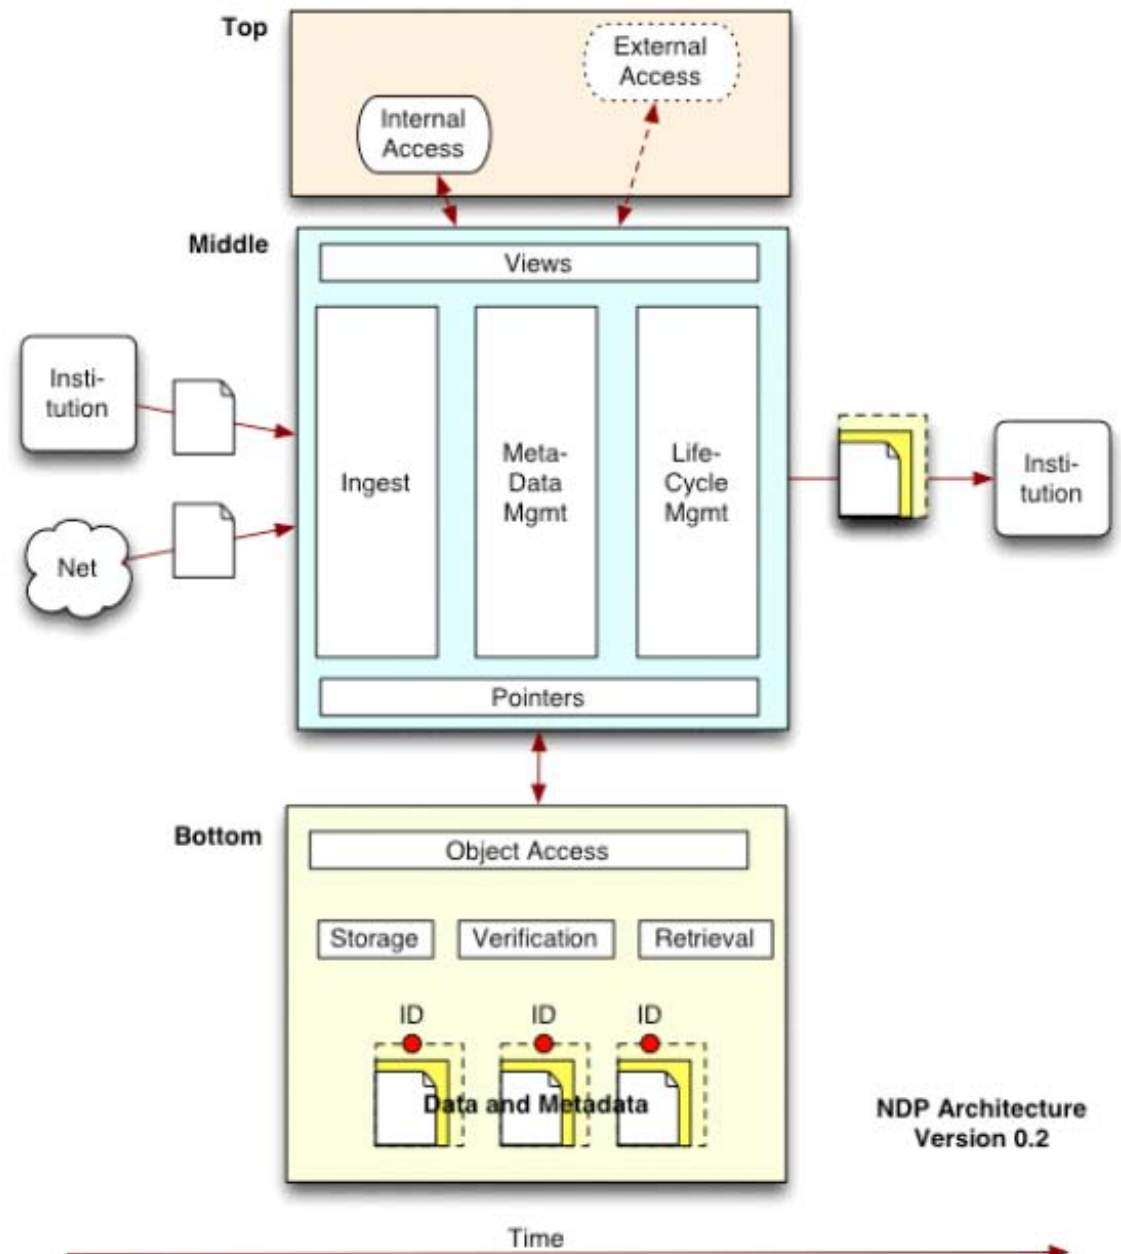 Top
External
Access
Internal
Access
Middle
Views
Insti-
tution
Net
Ingest
Meta-
Data
Mgmt
Life-
Cycle
Mgmt
Insti-
tution
Pointers
Bottom
Object Access
Storage
Verification
Retrieval
ID
ID
ID
Data and Metadata
NDP Architecture
Version 0.2
Time